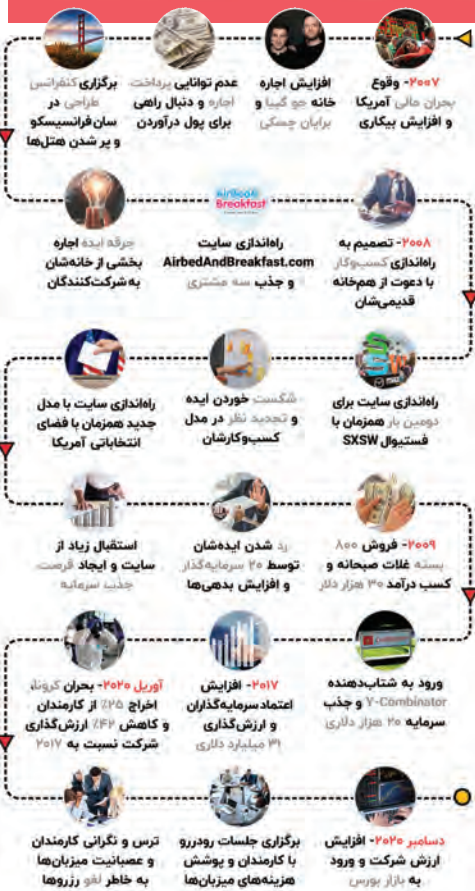 ۲۰۰۷- وقوع
بحران مالی آمریکا
و افزایش بیکاری
افزایش اجاره
خانه جو گبیا و
برایان چسکی
عدم توانایی پرداخت
اجاره و دنبال راهی
برای پول درآوردن
برگزاری کنفرانس
طراحی در
سان‌فرانسیسکو
و پر شدن هتل‌ها
جرقه ایده اجاره
بخشی از خانه‌شان
به شرکت‌کنندگان
AirBed&
Breakfast
راه‌اندازی سایت
AirbedAndBreakfast.com
و جذب سه مشتری
۲۰۰۸- تصمیم به
راه‌اندازی کسب‌وکار
با دعوت از هم‌خانه
قدیمی‌شان
راه‌اندازی سایت برای
دومین بار همزمان با
فستیوال SXSW
شکست خوردن ایده
و تجدید نظر در مدل
کسب‌وکارشان
راه‌اندازی سایت با مدل
جدید همزمان با فضای
انتخاباتی آمریکا
استقبال زیاد از
سایت و ایجاد فرصت
جذب سرمایه
رد شدن ایده‌شان
توسط ۲۰ سرمایه‌گذار
و افزایش بدهی‌ها
۲۰۰۹- فروش ۸۰۰
بسته غلات صبحانه و
کسب درآمد ۳۰ هزار دلار
ورود به شتاب‌دهنده
Y-Combinator و جذب
سرمایه ۲۰ هزار دلاری
۲۰۱۷- افزایش
اعتماد سرمایه‌گذاران
و ارزش‌گذاری
۳۱ میلیارد دلاری
آوریل ۲۰۲۰- بحران کرونا،
اخراج ۲۵٪ از کارمندان
و کاهش ۴۲٪ ارزش‌گذاری
شرکت نسبت به ۲۰۱۷
ترس و نگرانی کارمندان
و عصبانیت میزبان‌ها
به خاطر لغو رزروها
برگزاری جلسات رودررو
با کارمندان و پوشش
هزینه‌های میزبان‌ها
دسامبر ۲۰۲۰- افزایش
ارزش شرکت و ورود
به بازار بورس